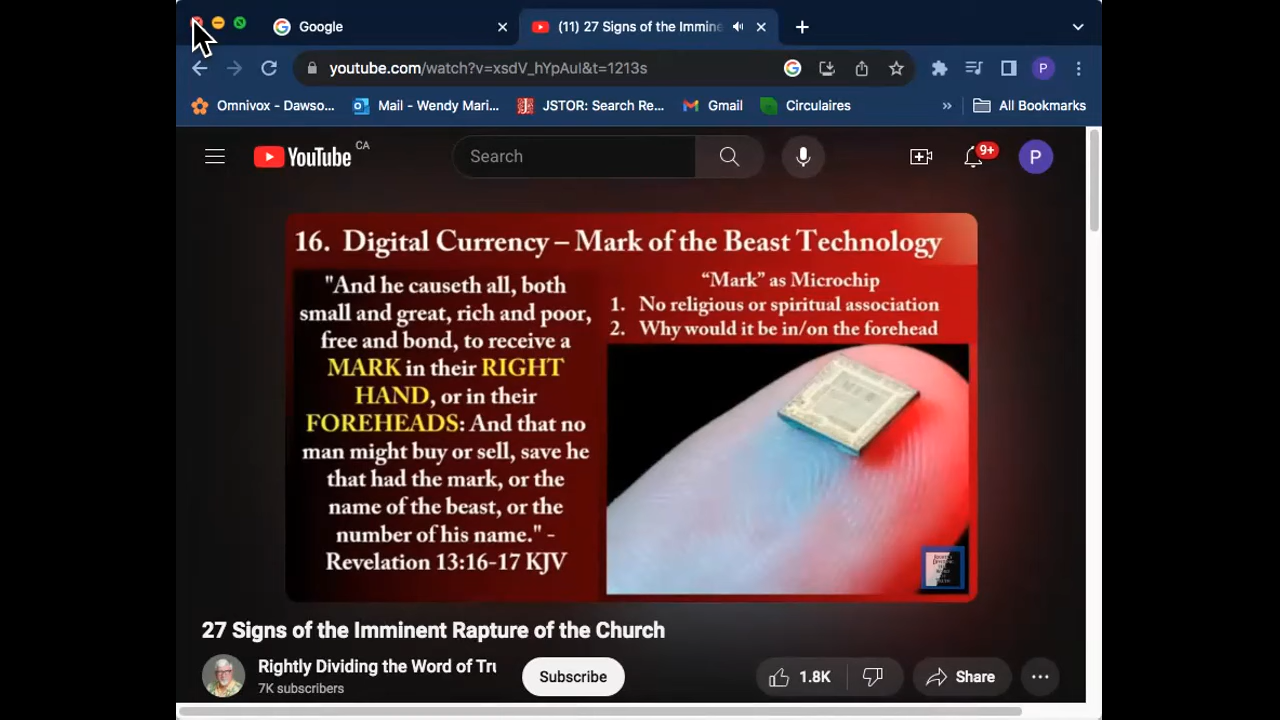 Google
(11) 27 Signs of the Immine
youtube.com/watch?v=xsdV_hYpAuI&t=1213s
P
Omnivox - Dawso...
Mail - Wendy Mari...
JSTOR: Search Re...
Gmail
Circulaires
»
All Bookmarks
YouTube CA
Search
9+
P
16. Digital Currency – Mark of the Beast Technology
"And he causeth all, both
small and great, rich and poor,
free and bond, to receive a
MARK in their RIGHT
HAND, or in their
FOREHEADS: And that no
man might buy or sell, save he
that had the mark, or the
name of the beast, or the
number of his name." -
Revelation 13:16-17 KJV
“Mark” as Microchip
1. No religious or spiritual association
2. Why would it be in/on the forehead
27 Signs of the Imminent Rapture of the Church
Rightly Dividing the Word of Tru
7K subscribers
Subscribe
1.8K
Share